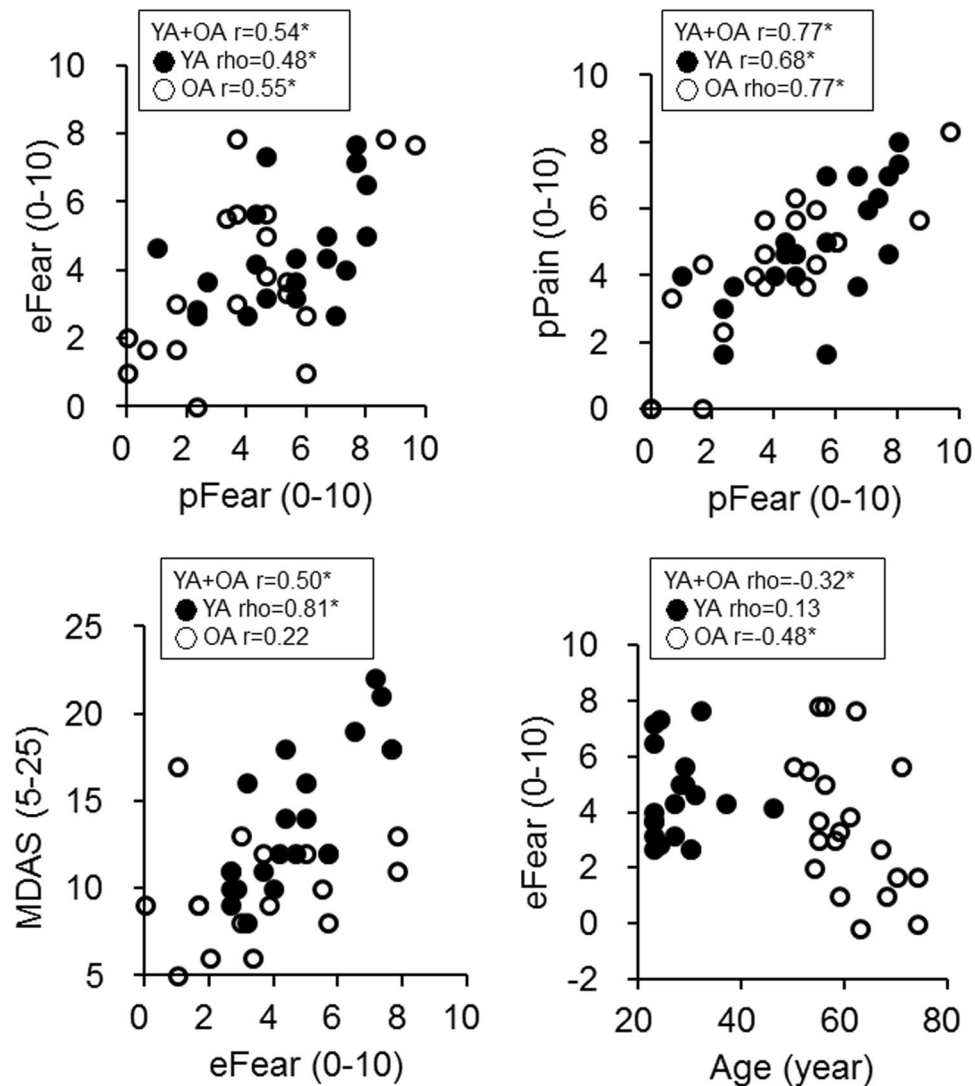 YA+OA r=0.54*
● YA rho=0.48*
○ OA r=0.55*
eFear (0-10)
10
8
6
4
2
0
0 2 4 6 8 10
pFear (0-10)
YA+OA r=0.77*
● YA r=0.68*
○ OA rho=0.77*
pPain (0-10)
10
8
6
4
2
0
0 2 4 6 8 10
pFear (0-10)
YA+OA r=0.50*
● YA rho=0.81*
○ OA r=0.22
MDAS (5-25)
25
20
15
10
5
0 2 4 6 8 10
eFear (0-10)
YA+OA rho=-0.32*
● YA rho=0.13
○ OA r=-0.48*
eFear (0-10)
10
8
6
4
2
0
-2
20 40 60 80
Age (year)